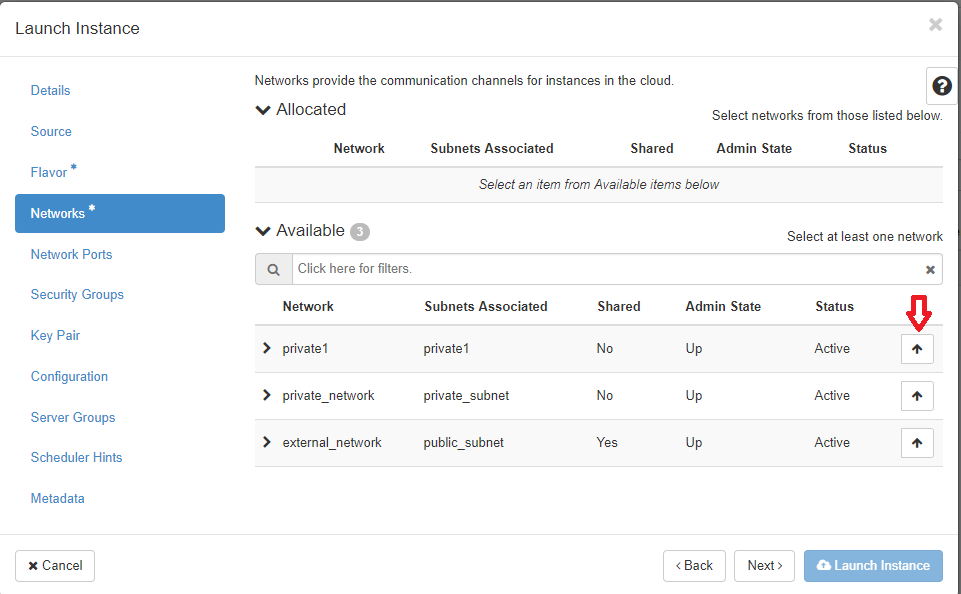 Launch Instance
Details
Source
Flavor *
Networks *
Network Ports
Security Groups
Key Pair
Configuration
Server Groups
Scheduler Hints
Metadata
Networks provide the communication channels for instances in the cloud.
Allocated
Select networks from those listed below.
Network Subnets Associated Shared Admin State Status
Select an item from Available items below
Available 3
Select at least one network
Click here for filters.
Network Subnets Associated Shared Admin State Status
private1 private1 No Up Active
private_network private_subnet No Up Active
external_network public_subnet Yes Up Active
Cancel
Back
Next
Launch Instance